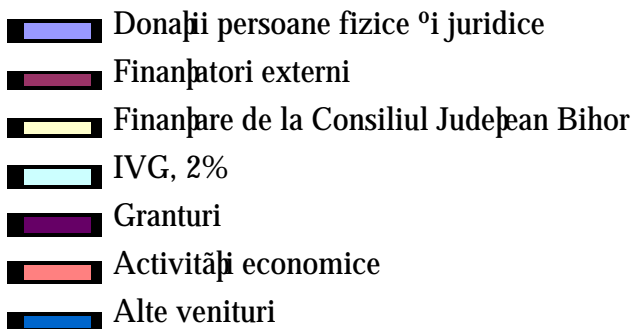 Donaþii persoane fizice ºi juridice
Finanþatori externi
Finanþare de la Consiliul Judeþean Bihor
IVG, 2%
Granturi
Activitãþi economice
Alte venituri